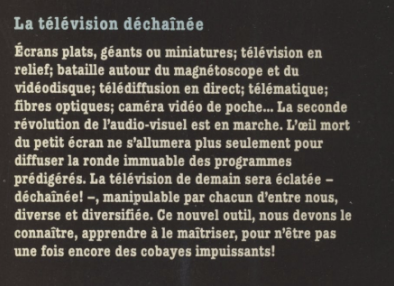 La télévision déchaînée
Écrans plats, géants ou miniatures; télévision en
relief; bataille autour du magnétoscope et du
vidéodisque; télédiffusion en direct; télématique;
fibres optiques; caméra vidéo de poche... La seconde
révolution de l'audio-visuel est en marche. L'œil mort
du petit écran ne s'allumera plus seulement pour
diffuser la ronde immuable des programmes
prédigérés. La télévision de demain sera éclatée –
déchaînée! –, manipulable par chacun d'entre nous,
diverse et diversifiée. Ce nouvel outil, nous devons le
connaître, apprendre à le maîtriser, pour n'être pas
une fois encore des cobayes impuissants!